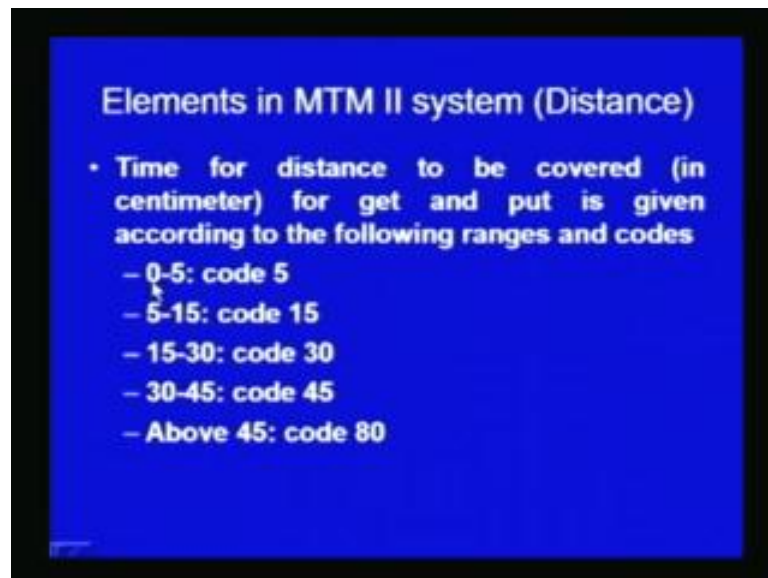 Elements in MTM II system (Distance)
• Time for distance to be covered (in
centimeter) for get and put is given
according to the following ranges and codes
– 0-5: code 5
– 5-15: code 15
– 15-30: code 30
– 30-45: code 45
– Above 45: code 80